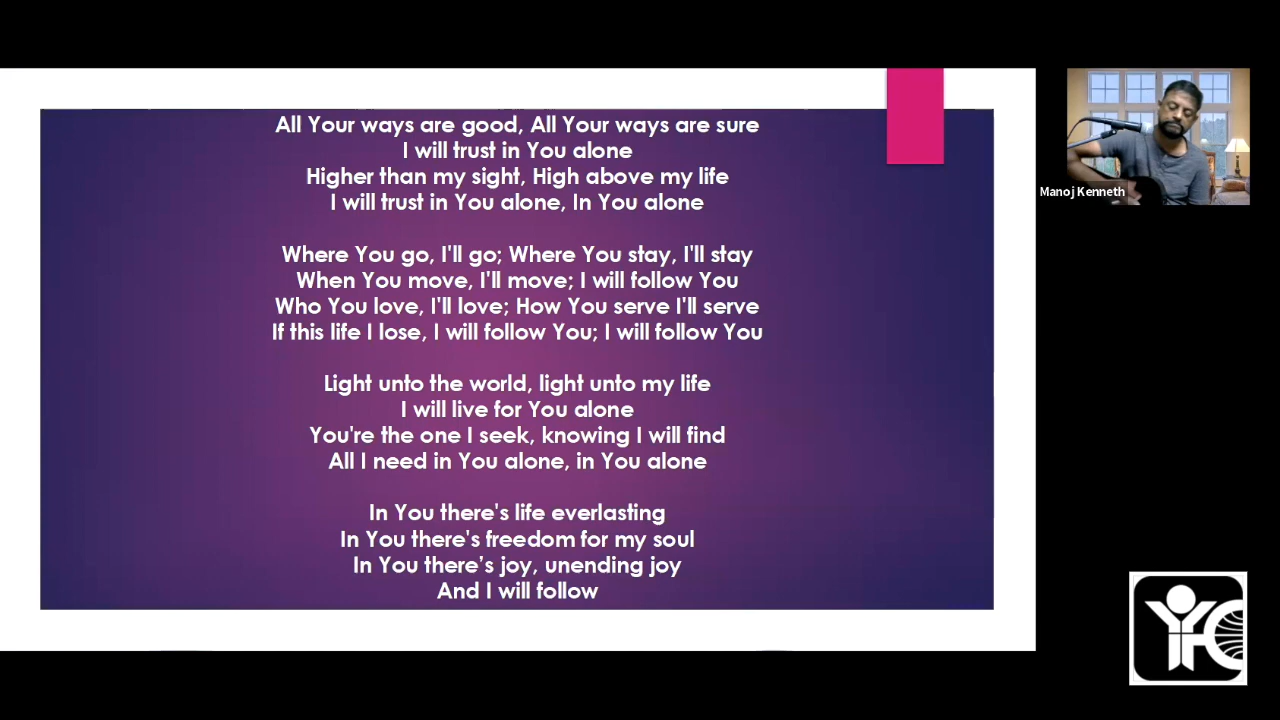 All Your ways are good, All Your ways are sure
I will trust in You alone
Higher than my sight, High above my life
I will trust in You alone, In You alone
Where You go, I'll go; Where You stay, I'll stay
When You move, I'll move; I will follow You
Who You love, I'll love; How You serve I'll serve
If this life I lose, I will follow You; I will follow You
Light unto the world, light unto my life
I will live for You alone
You're the one I seek, knowing I will find
All I need in You alone, in You alone
In You there's life everlasting
In You there's freedom for my soul
In You there's joy, unending joy
And I will follow
Manoj Kenneth
YFC